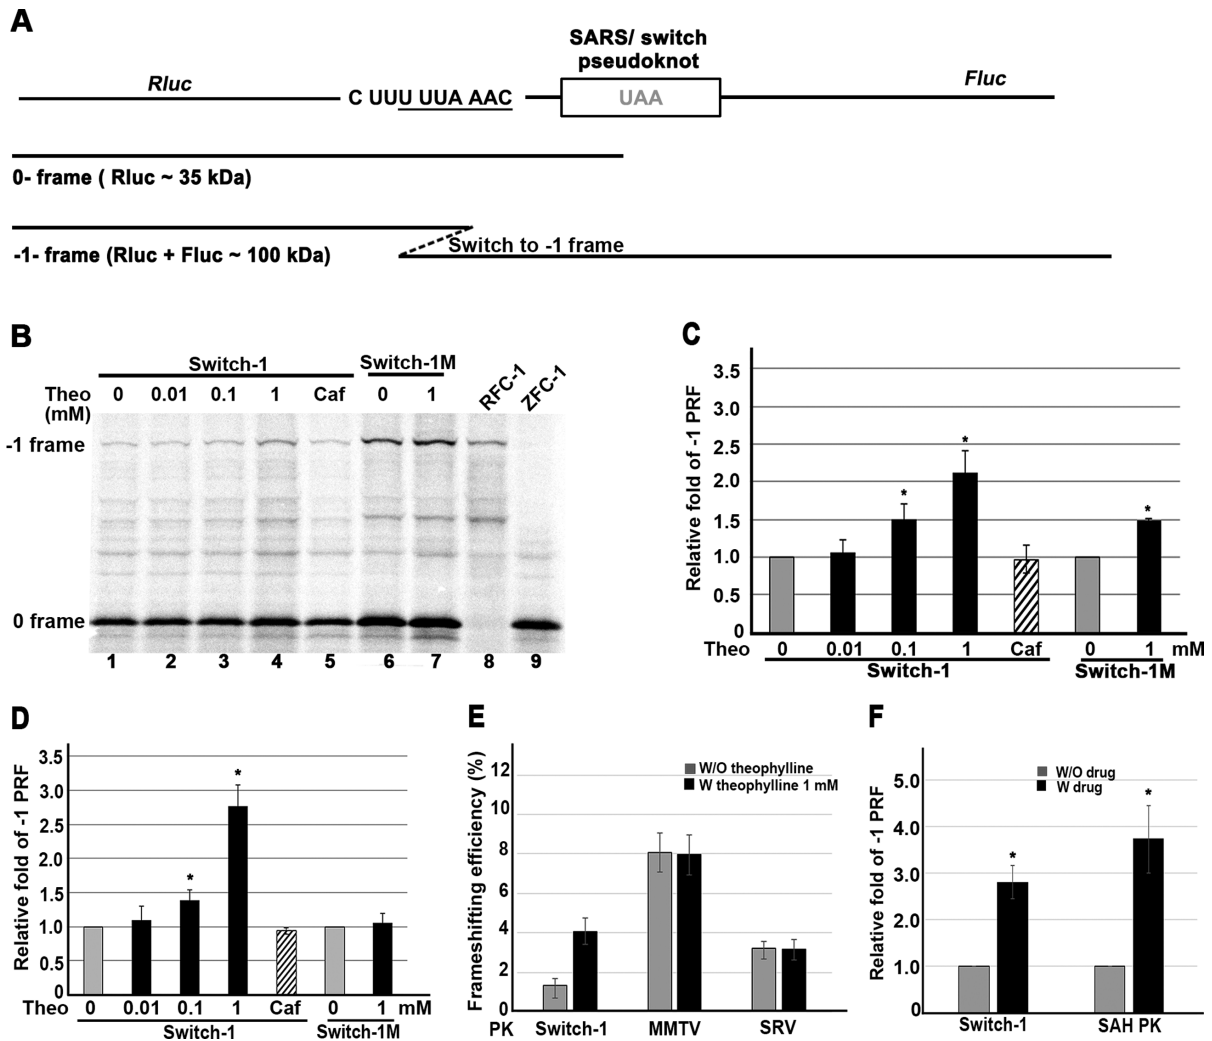 A
SARS/ switch
pseudoknot
Rluc
C UUU UUA AAC
UAA
Fluc
0- frame ( Rluc ~ 35 kDa)
-1- frame (Rluc + Fluc ~ 100 kDa)
Switch to -1 frame
B
Switch-1
Switch-1M
RFC-1
ZFC-1
Theo
(mM)
0 0.01 0.1 1 Caf 0 1
-1 frame
0 frame
1 2 3 4 5 6 7 8 9
C
Relative fold of -1 PRF
3.5
3.0
2.5
2.0
1.5
1.0
0.5
0
* * *
Theo 0 0.01 0.1 1 Caf 0 1 mM
Switch-1 Switch-1M
D
Relative fold of -1 PRF
3.5
3.0
2.5
2.0
1.5
1.0
0.5
0
* *
Theo 0 0.01 0.1 1 Caf 0 1 mM
Switch-1 Switch-1M
E
Frameshifting efficiency (%)
W/O theophylline
W theophylline 1 mM
12
10
8
6
4
2
0
PK Switch-1 MMTV SRV
F
Relative fold of -1 PRF
W/O drug
W drug
5.0
4.0
3.0
2.0
1.0
0
* *
Switch-1 SAH PK